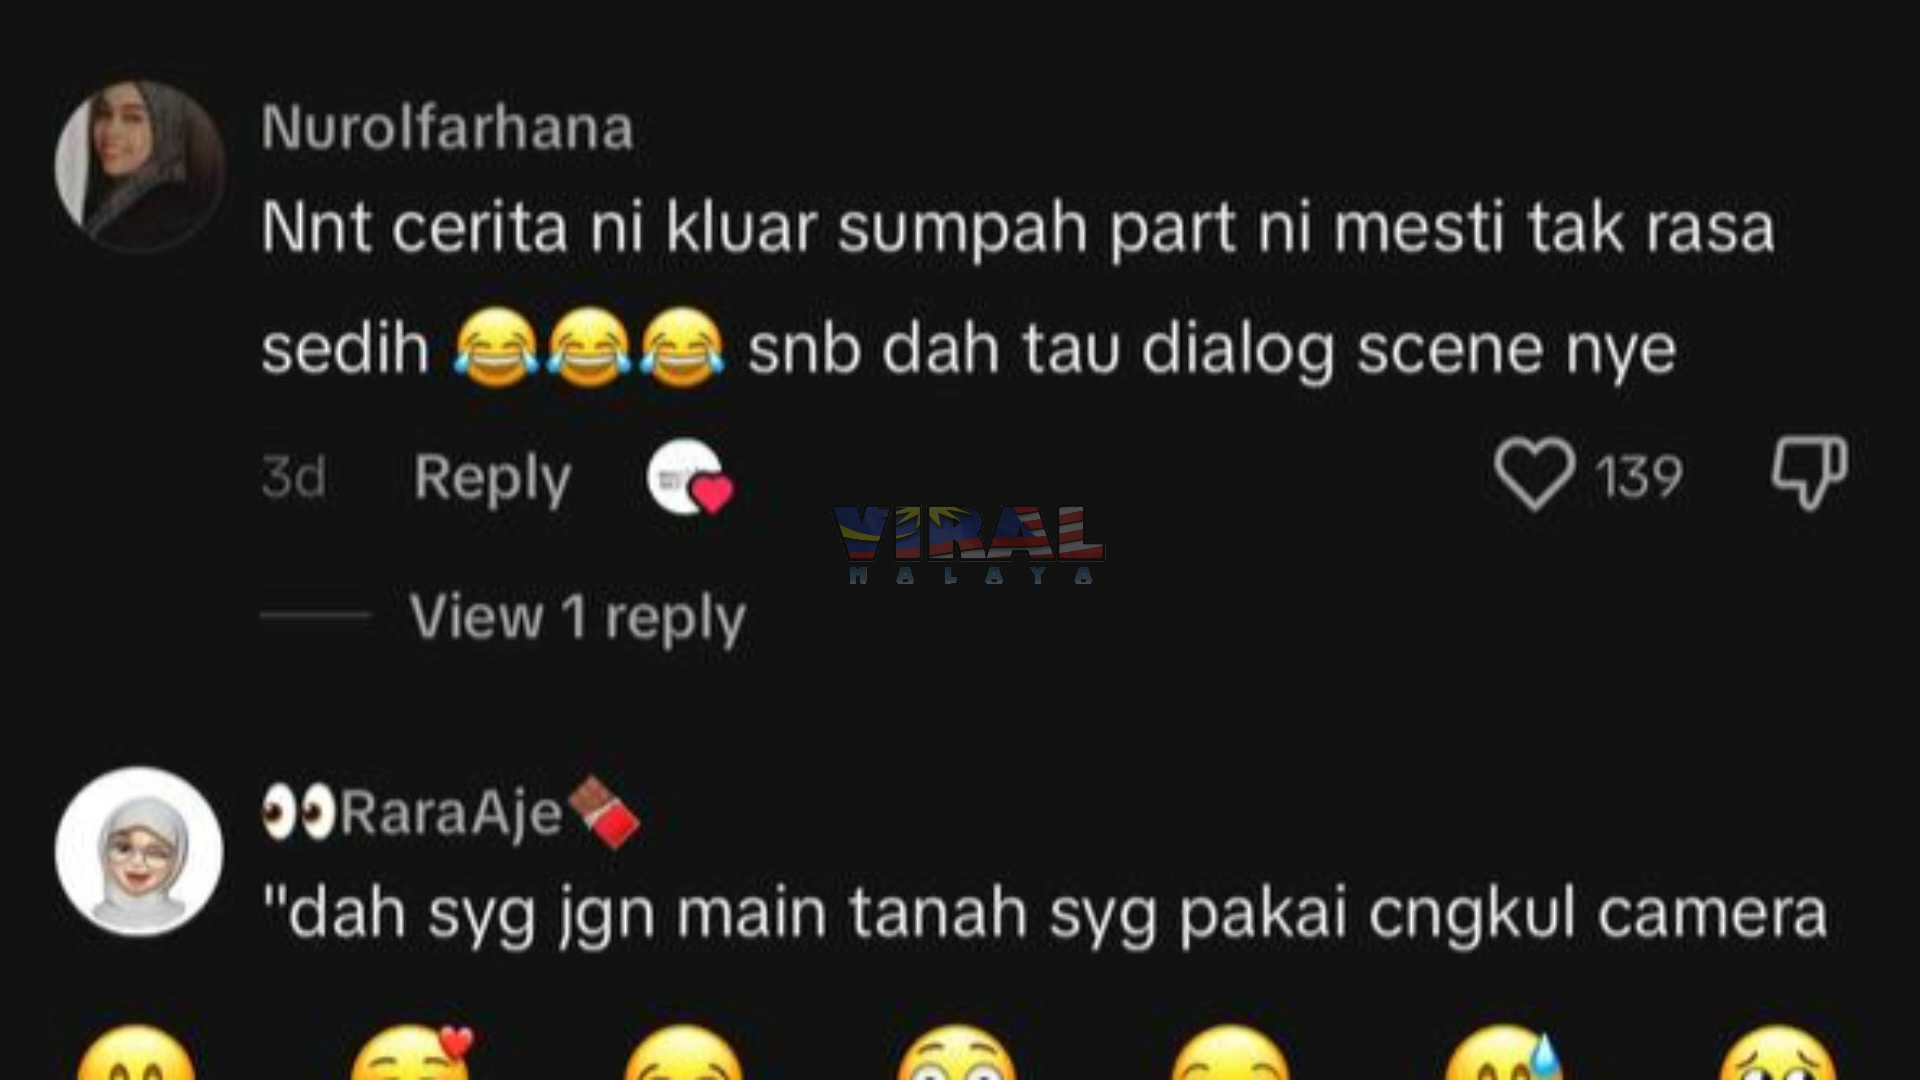 Nurolfarhana
Nnt cerita ni kluar sumpah part ni mesti tak rasa
sedih 😂😂😂 snb dah tau dialog scene nye
3d Reply 139
VIRAL
MALAYA
View 1 reply
👀RaraAje🍫
"dah syg jgn main tanah syg pakai cngkul camera